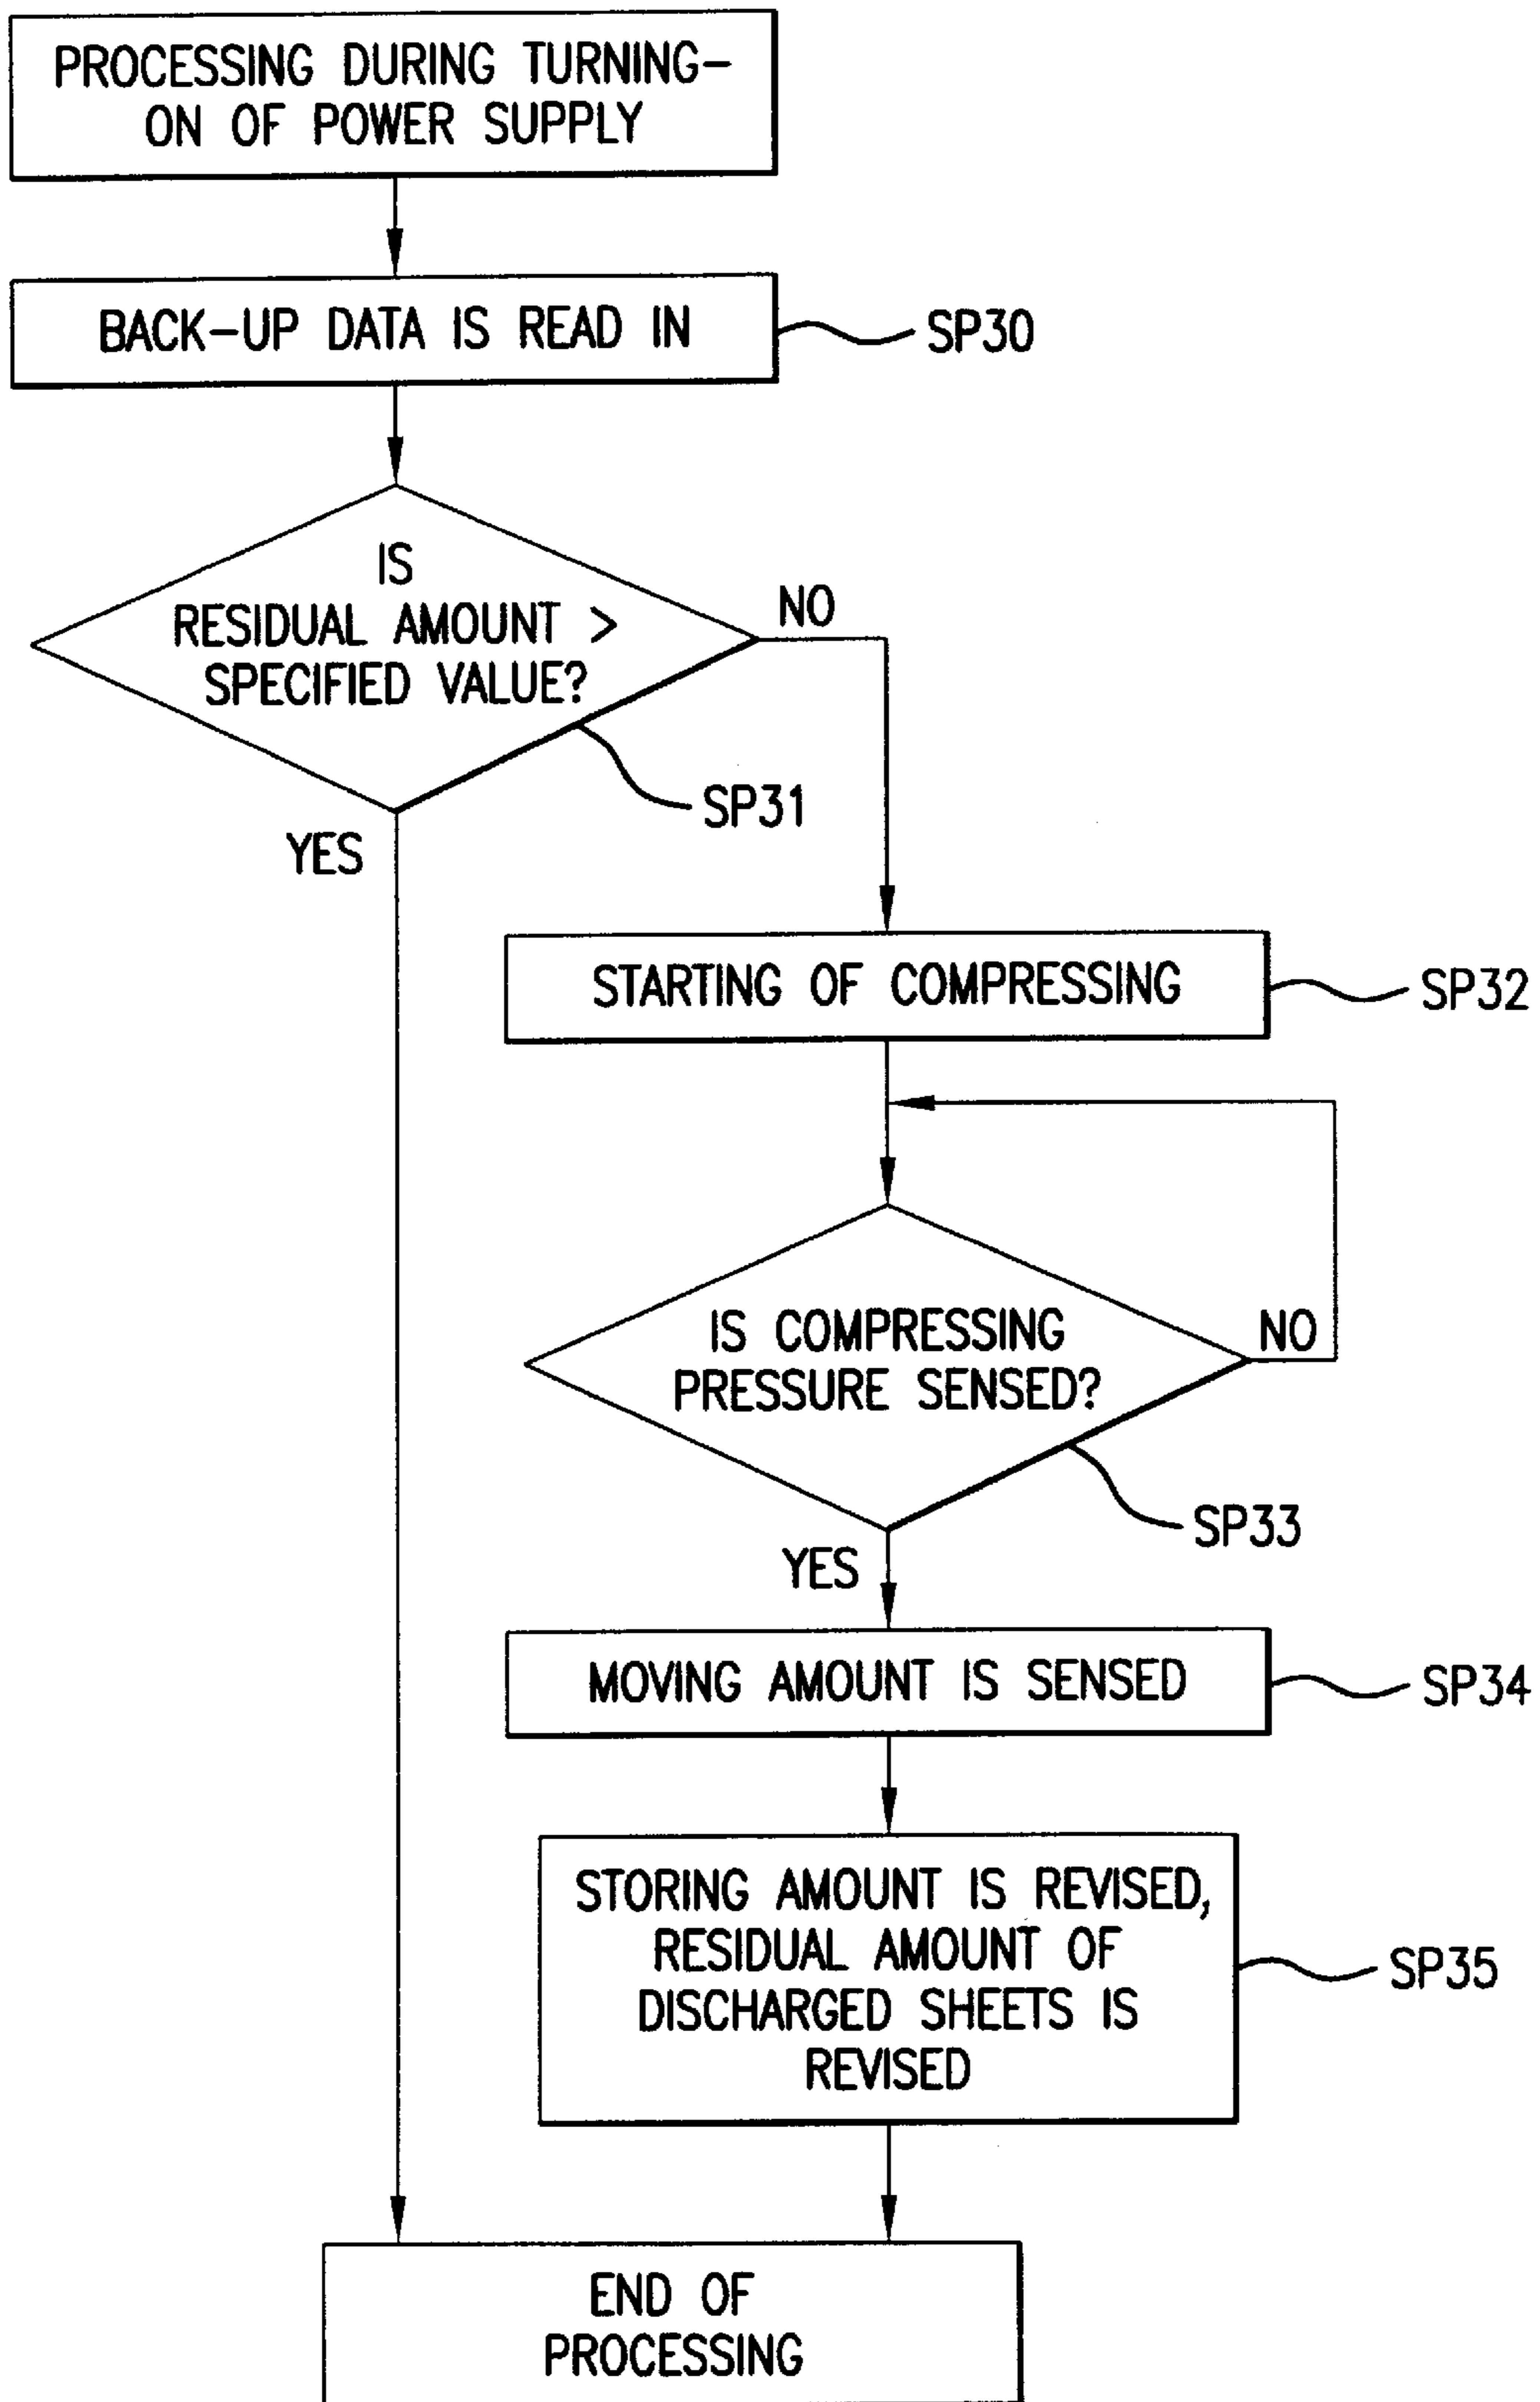 PROCESSING DURING TURNING-
ON OF POWER SUPPLY
BACK-UP DATA IS READ IN
SP30
IS
RESIDUAL AMOUNT >
SPECIFIED VALUE?
NO
SP31
YES
STARTING OF COMPRESSING
SP32
IS COMPRESSING
PRESSURE SENSED?
NO
SP33
YES
MOVING AMOUNT IS SENSED
SP34
STORING AMOUNT IS REVISED,
RESIDUAL AMOUNT OF
DISCHARGED SHEETS IS
REVISED
SP35
END OF
PROCESSING